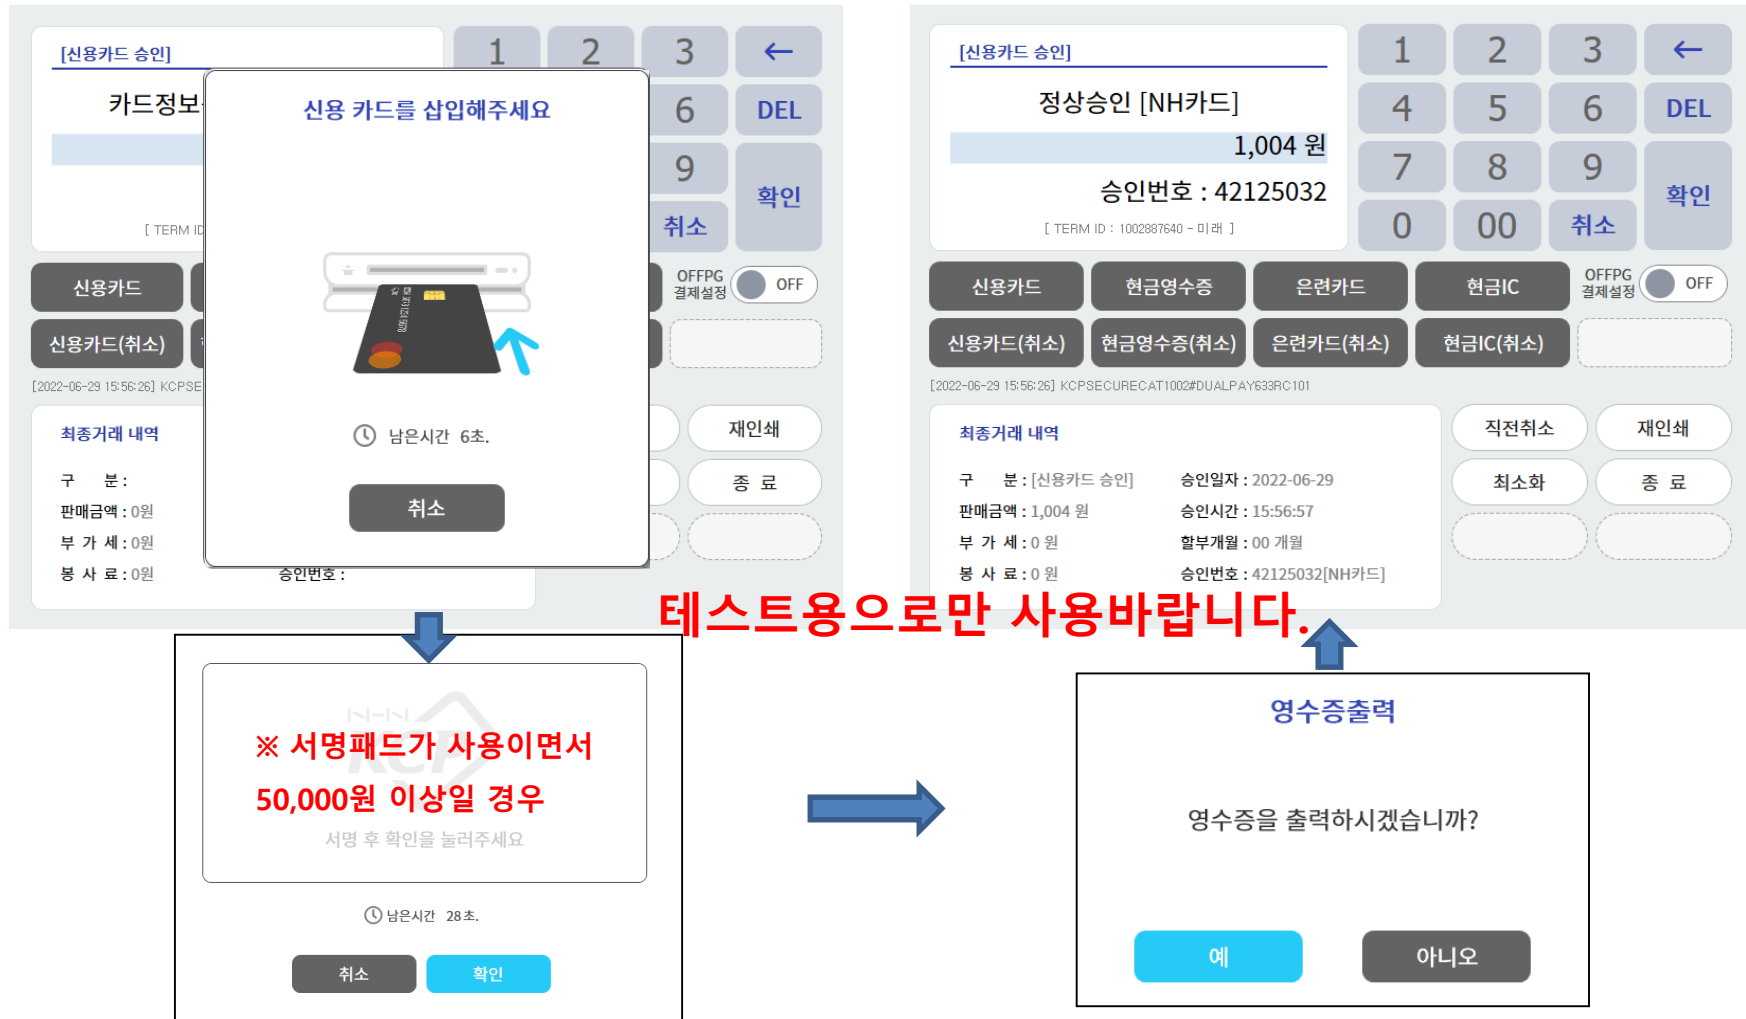 [신용카드 승인]
1 2 3 ←
카드정보
6 DEL
9 확인
[ TERM ID
취소
신용카드
OFFPG
결제설정
OFF
신용카드(취소)
[2022-06-29 15:56:26] KCPSE
신용 카드를 삽입해주세요
남은시간 6초.
취소
최종거래 내역
재인쇄
구 분 :
종 료
판매금액 : 0원
부 가 세 : 0원
봉 사 료 : 0원
승인번호 :
[신용카드 승인]
1 2 3 ←
정상승인 [NH카드]
4 5 6 DEL
1,004 원
7 8 9 확인
승인번호 : 42125032
[ TERM ID : 1002887640 - 미래 ]
0 00 취소
신용카드 현금영수증 은련카드 현금IC
OFFPG
결제설정
OFF
신용카드(취소) 현금영수증(취소) 은련카드(취소) 현금IC(취소)
[2022-06-29 15:56:26] KCPSECURECAT1002#DUALPAY633RC101
최종거래 내역
직전취소 재인쇄
구 분 : [신용카드 승인] 승인일자 : 2022-06-29
최소화 종 료
판매금액 : 1,004 원 승인시간 : 15:56:57
부 가 세 : 0 원 할부개월 : 00 개월
봉 사 료 : 0 원 승인번호 : 42125032[NH카드]
테스트용으로만 사용바랍니다.
KCP
※ 서명패드가 사용이면서
50,000원 이상일 경우
서명 후 확인을 눌러주세요
남은시간 28초.
취소 확인
영수증출력
영수증을 출력하시겠습니까?
예 아니오